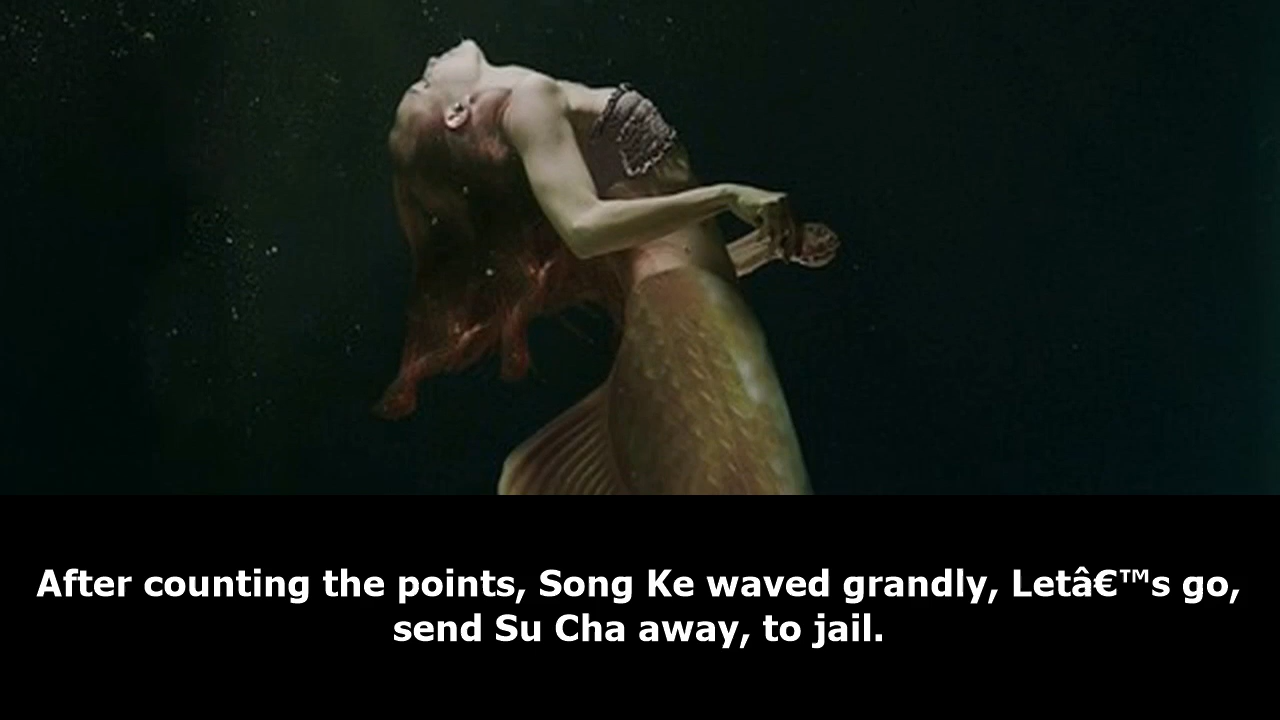 After counting the points, Song Ke waved grandly, Letâ€™s go,
send Su Cha away, to jail.